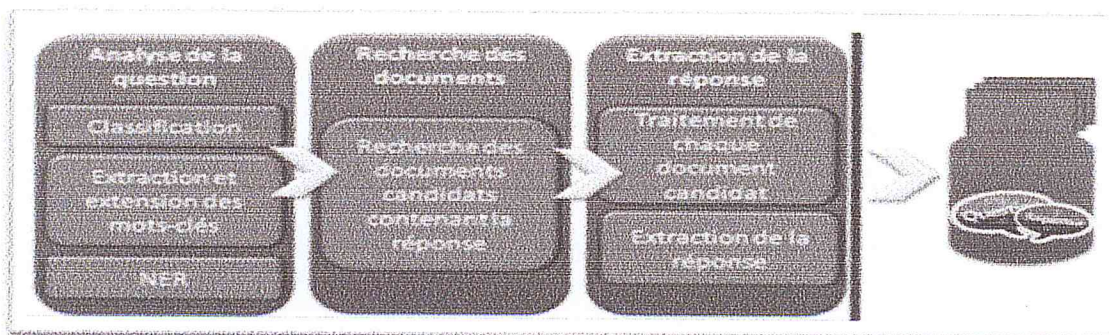 Analyse de la
question
Classification
Extraction et
extension des
mots-clés
NER
Recherche des
documents
Recherche des
documents
candidats
contenant la
réponse
Extraction de la
réponse
Traitement de
chaque
document
candidat
Extraction de la
réponse